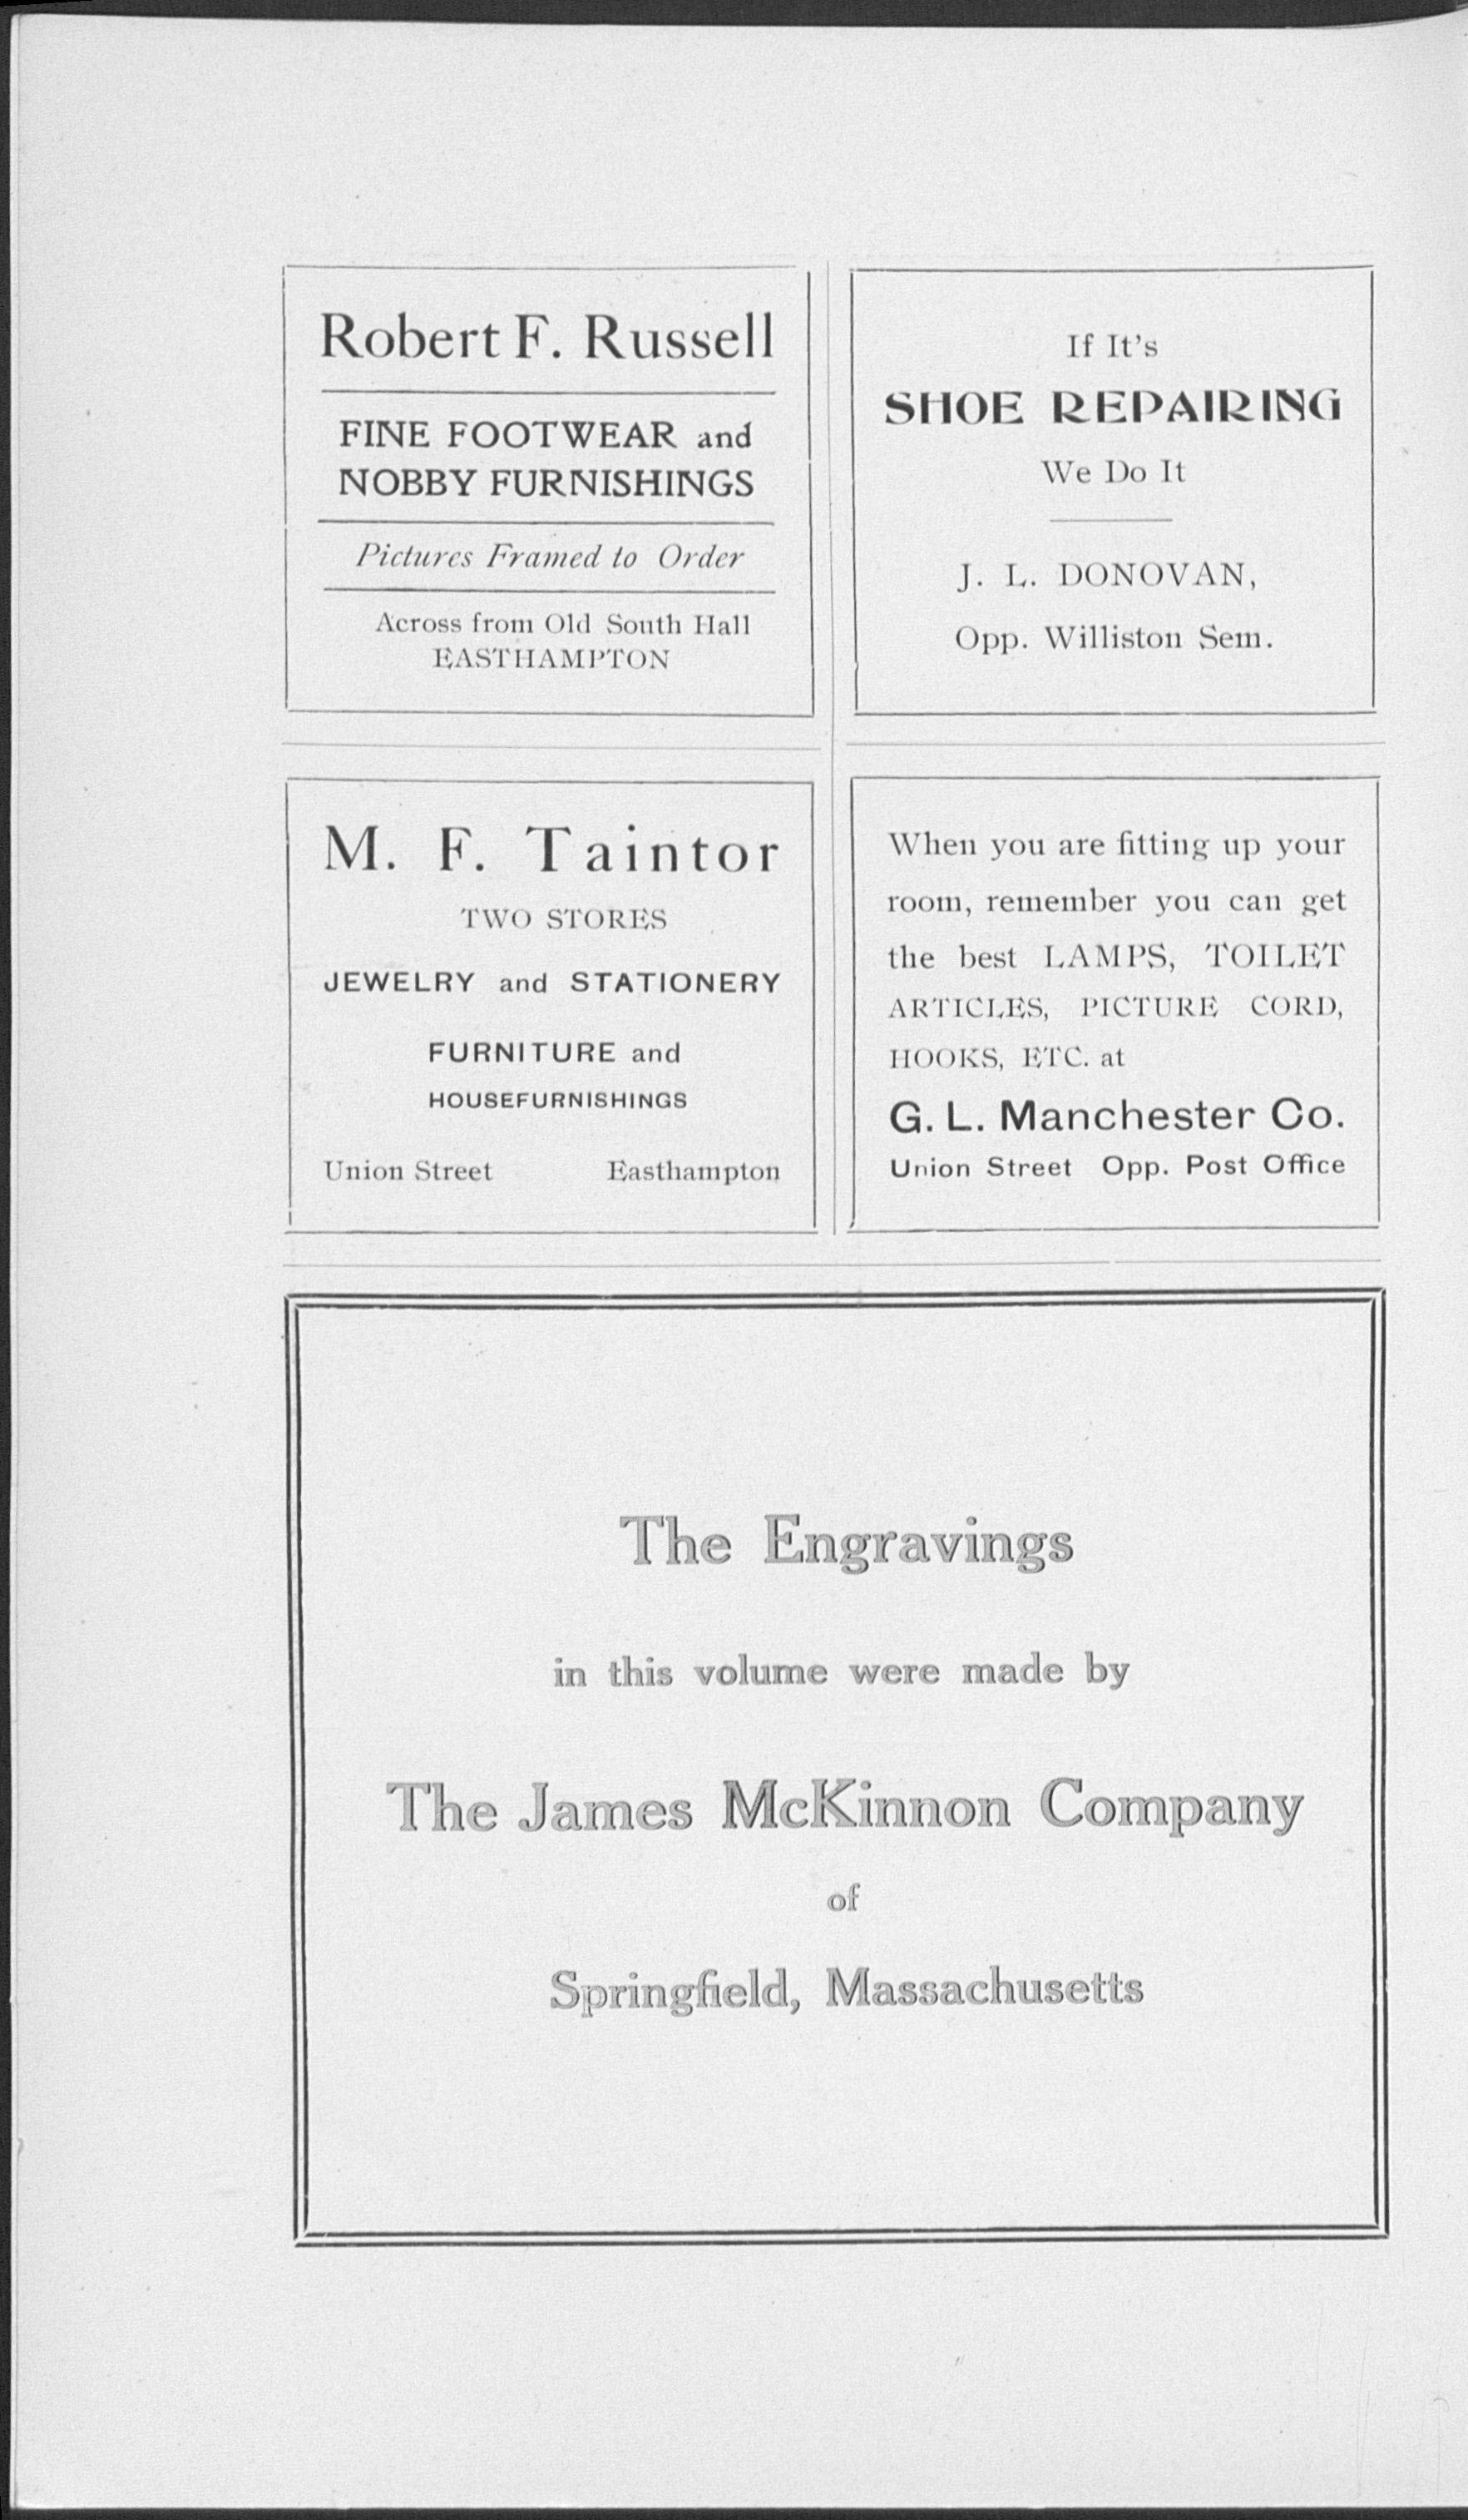 Robert F. Russell
FINE FOOTWEAR and
NOBBY FURNISHINGS
Pictures Framed to Order
Across from Old South Hall
EASTHAMPTON
If It's
SHOE REPAIRING
We Do It
J. L. DONOVAN,
Opp. Williston Sem.
M. F. Taintor
TWO STORES
JEWELRY and STATIONERY
FURNITURE and
HOUSEFURNISHINGS
Union Street Easthampton
When you are fitting up your
room, remember you can get
the best LAMPS, TOILET
ARTICLES, PICTURE CORD,
HOOKS, ETC. at
G. L. Manchester Co.
Union Street Opp. Post Office
The Engravings
in this volume were made by
The James McKinnon Company
of
Springfield, Massachusetts